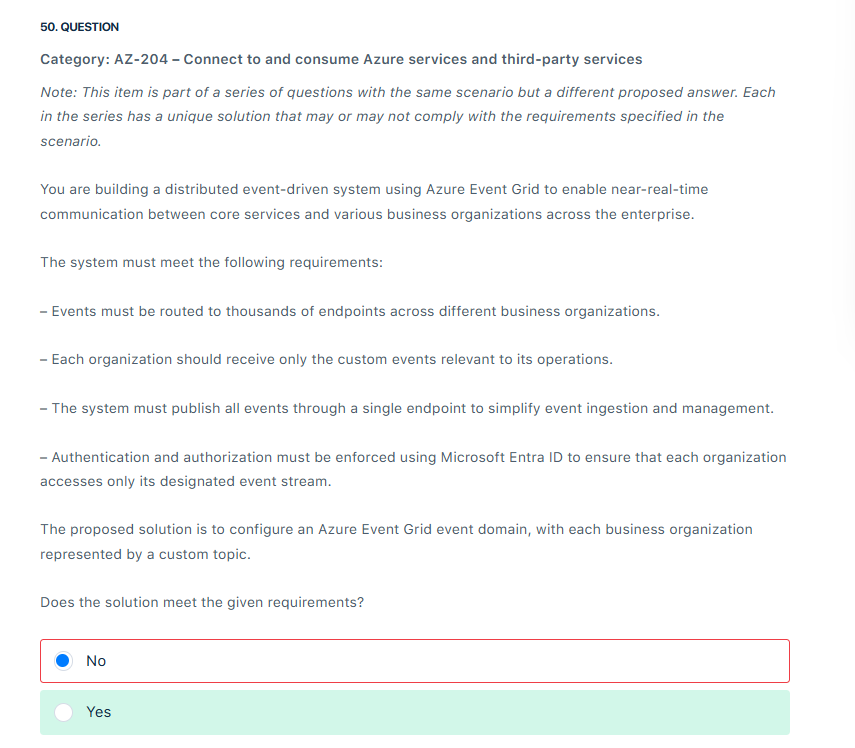 50. QUESTION
Category: AZ-204 – Connect to and consume Azure services and third-party services
Note: This item is part of a series of questions with the same scenario but a different proposed answer. Each
in the series has a unique solution that may or may not comply with the requirements specified in the
scenario.
You are building a distributed event-driven system using Azure Event Grid to enable near-real-time
communication between core services and various business organizations across the enterprise.
The system must meet the following requirements:
– Events must be routed to thousands of endpoints across different business organizations.
– Each organization should receive only the custom events relevant to its operations.
– The system must publish all events through a single endpoint to simplify event ingestion and management.
– Authentication and authorization must be enforced using Microsoft Entra ID to ensure that each organization
accesses only its designated event stream.
The proposed solution is to configure an Azure Event Grid event domain, with each business organization
represented by a custom topic.
Does the solution meet the given requirements?
No
Yes